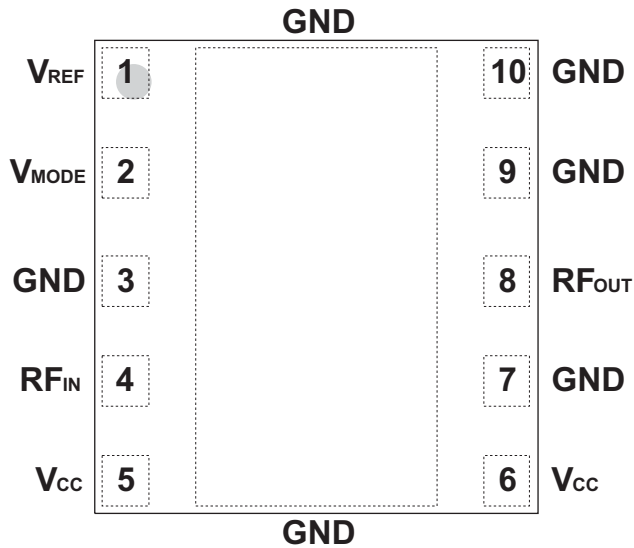 GND
VREF 1 10 GND
VMODE 2 9 GND
GND 3 8 RFOUT
RFIN 4 7 GND
VCC 5 6 VCC
GND